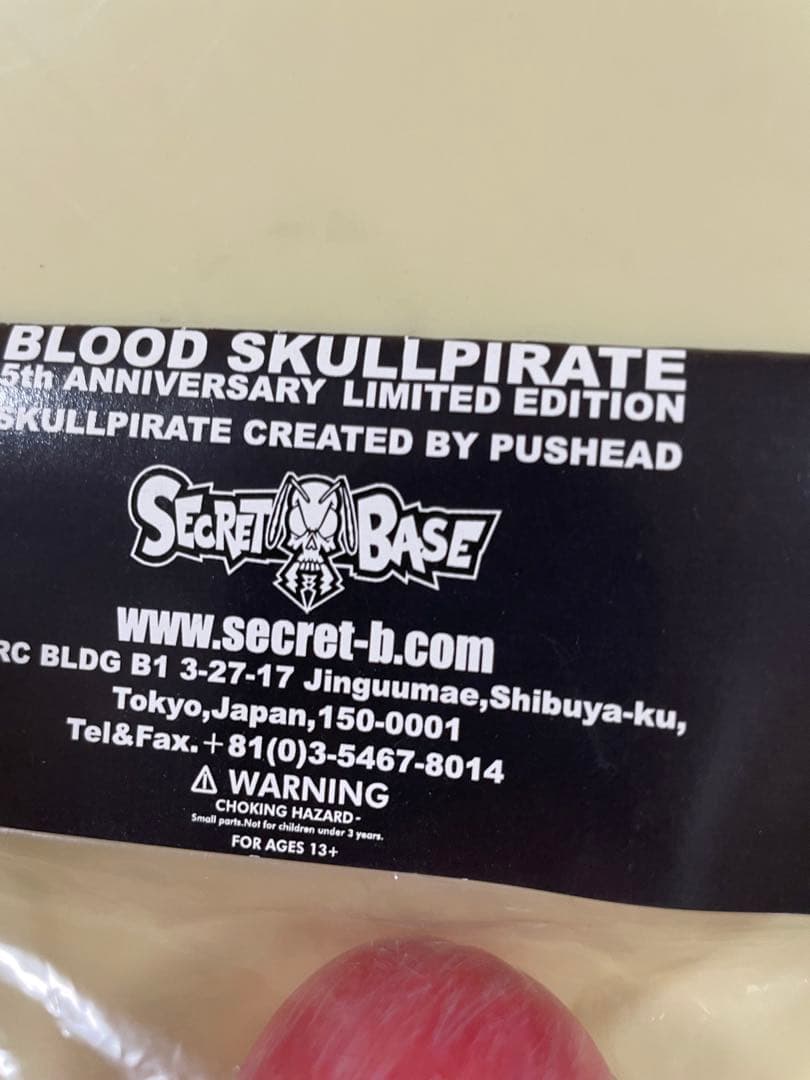 BLOOD SKULLPIRATE
5th ANNIVERSARY LIMITED EDITION
SKULLPIRATE CREATED BY PUSHEAD
SECRET BASE
www.secret-b.com
RC BLDG B1 3-27-17 Jinguumae,Shibuya-ku,
Tokyo,Japan,150-0001
Tel&Fax.+81(0)3-5467-8014
⚠ WARNING
CHOKING HAZARD-
Small parts.Not for children under 3 years.
FOR AGES 13+